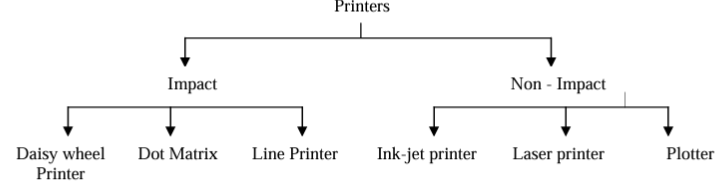 Printers
Impact
Non - Impact
Daisy wheel
Printer
Dot Matrix
Line Printer
Ink-jet printer
Laser printer
Plotter